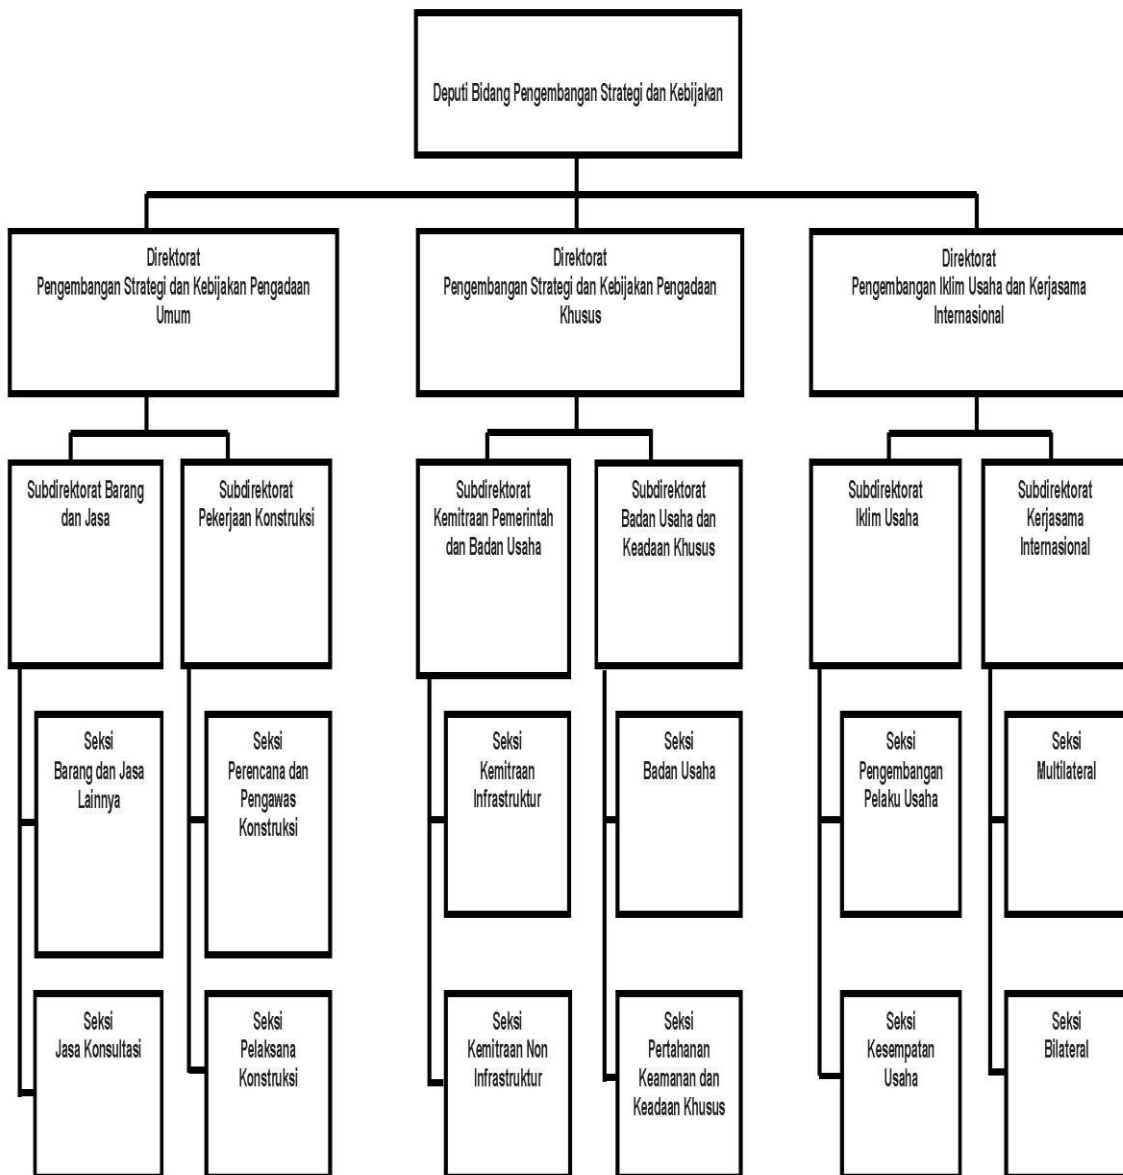 Deputi Bidang Pengembangan Strategi dan Kebijakan
Direktorat
Pengembangan Strategi dan Kebijakan Pengadaan
Umum
Direktorat
Pengembangan Strategi dan Kebijakan Pengadaan
Khusus
Direktorat
Pengembangan Iklim Usaha dan Kerjasama
Internasional
Subdirektorat Barang
dan Jasa
Subdirektorat
Pekerjaan Konstruksi
Subdirektorat
Kemitraan Pemerintah
dan Badan Usaha
Subdirektorat
Badan Usaha dan
Keadaan Khusus
Subdirektorat
Iklim Usaha
Subdirektorat
Kerjasama
Internasional
Seksi
Barang dan Jasa
Lainnya
Seksi
Perencana dan
Pengawas
Konstruksi
Seksi
Kemitraan
Infrastruktur
Seksi
Badan Usaha
Seksi
Pengembangan
Pelaku Usaha
Seksi
Multilateral
Seksi
Jasa Konsultasi
Seksi
Pelaksana
Konstruksi
Seksi
Kemitraan Non
Infrastruktur
Seksi
Pertahanan
Keamanan dan
Keadaan Khusus
Seksi
Kesempatan
Usaha
Seksi
Bilateral